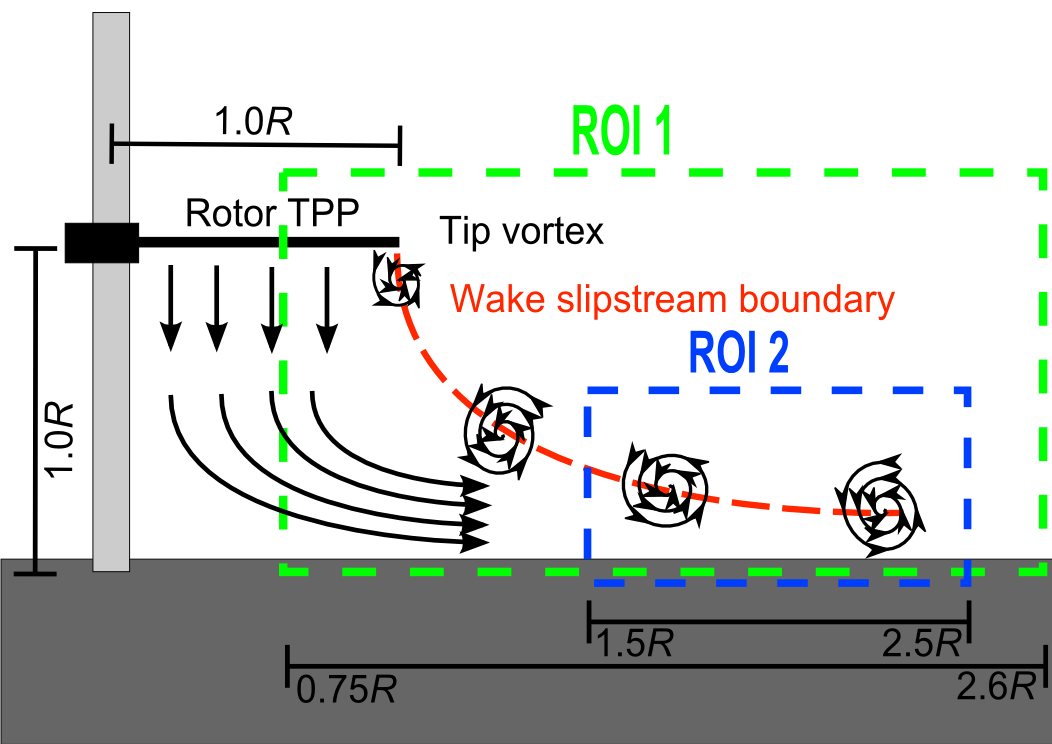 ROI 1
1.0R
Rotor TPP
Tip vortex
Wake slipstream boundary
ROI 2
1.0R
1.5R
2.5R
0.75R
2.6R